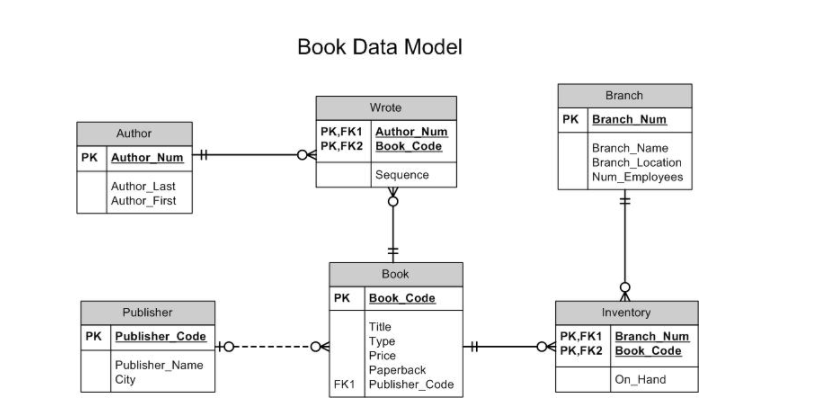 Book Data Model
Author
PK Author_Num
Author_Last
Author_First
Wrote
PK,FK1 Author_Num
PK,FK2 Book_Code
Sequence
Branch
PK Branch_Num
Branch_Name
Branch_Location
Num_Employees
Publisher
PK Publisher_Code
Publisher_Name
City
Book
PK Book_Code
Title
Type
Price
Paperback
FK1 Publisher_Code
Inventory
PK,FK1 Branch_Num
PK,FK2 Book_Code
On_Hand